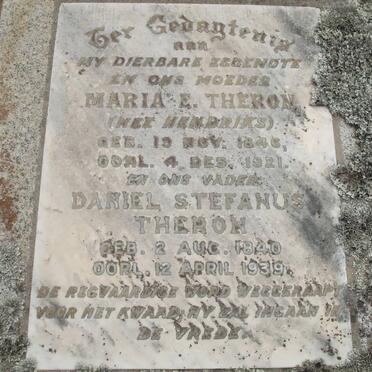 Ter Gedagtenis
aan
MY DIERBARE EGGENOTE
EN ONS MOEDER
MARIA E. THERON
(NEE HENDRIKS)
GEB. 19 NOV. 1846,
OORL. 4 DES. 1921.
EN ONS VADER
DANIEL STEFANUS
THERON
GEB. 2 AUG. 1840
OORL. 12 APRIL 1939.
DE REGVAARDIGE WORD WEGGERAAPT
VOOR HET KWAAD, HY ZAL INGAAN IN
DE VREDE.